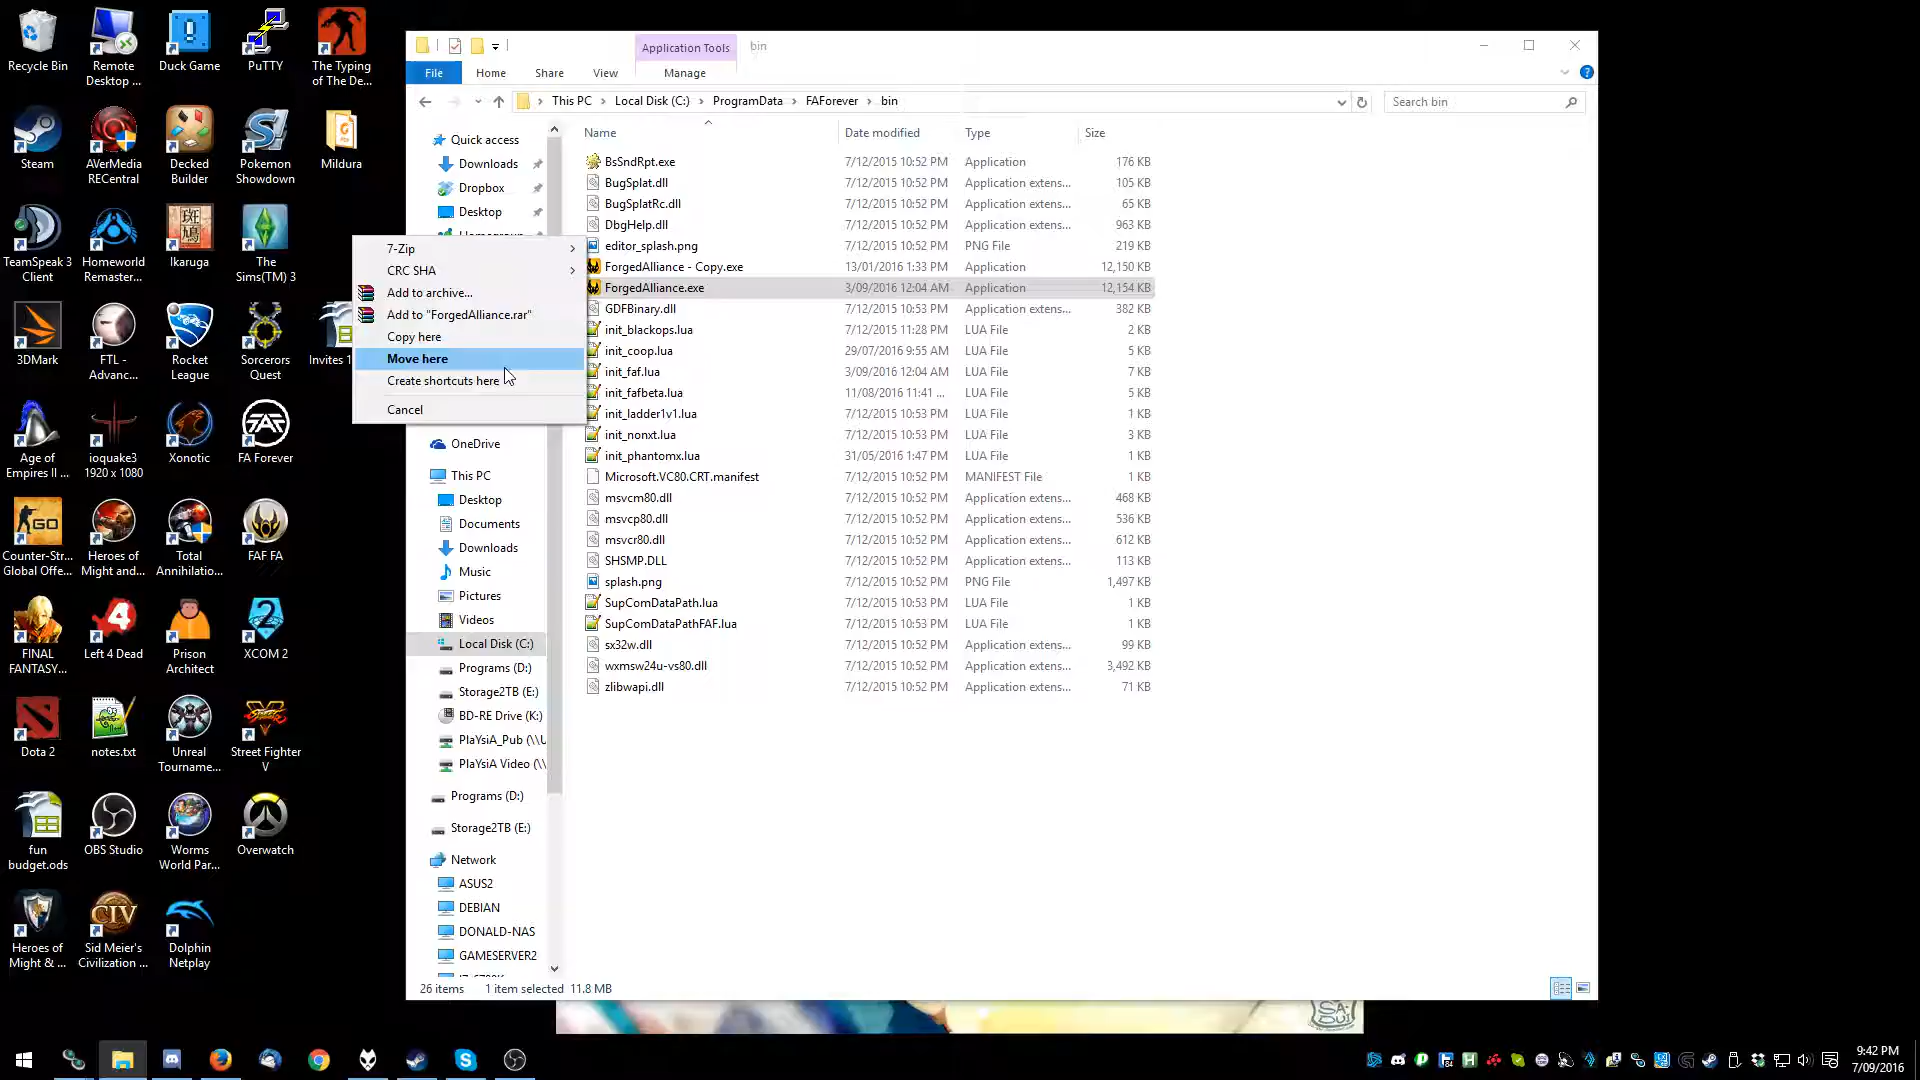 Recycle Bin
Remote
Desktop ...
Duck Game
PuTTY
The Typing
of The De...
Steam
AVerMedia
RECentral
Decked
Builder
Pokemon
Showdown
Mildura
TeamSpeak 3
Client
Homeworld
Remaster...
Ikaruga
The
Sims(TM) 3
3DMark
FTL -
Advanc...
Rocket
League
Sorcerors
Quest
Invites 1
Age of
Empires II ...
ioquake3
1920 x 1080
Xonotic
FA Forever
Counter-Str...
Global Offe...
Heroes of
Might and...
Total
Annihilatio...
FAF FA
FINAL
FANTASY...
Left 4 Dead
Prison
Architect
XCOM 2
Dota 2
notes.txt
Unreal
Tourname...
Street Fighter
V
fun
budget.ods
OBS Studio
Worms
World Par...
Overwatch
Heroes of
Might & ...
Sid Meier's
Civilization ...
Dolphin
Netplay
Application Tools
bin
File
Home
Share
View
Manage
This PC
Local Disk (C:)
ProgramData
FAForever
bin
Search bin
Quick access
Downloads
Dropbox
Desktop
7-Zip
CRC SHA
Add to archive...
Add to "ForgedAlliance.rar"
Copy here
Move here
Create shortcuts here
Cancel
OneDrive
This PC
Desktop
Documents
Downloads
Music
Pictures
Videos
Local Disk (C:)
Programs (D:)
Storage2TB (E:)
BD-RE Drive (K:)
PlaYsiA_Pub (\\U
PlaYsiA Video (\\
Programs (D:)
Storage2TB (E:)
Network
ASUS2
DEBIAN
DONALD-NAS
GAMESERVER2
Name Date modified Type Size
BsSndRpt.exe 7/12/2015 10:52 PM Application 176 KB
BugSplat.dll 7/12/2015 10:52 PM Application extens... 105 KB
BugSplatRc.dll 7/12/2015 10:52 PM Application extens... 65 KB
DbgHelp.dll 7/12/2015 10:52 PM Application extens... 963 KB
editor_splash.png 7/12/2015 10:52 PM PNG File 219 KB
ForgedAlliance - Copy.exe 13/01/2016 1:33 PM Application 12,150 KB
ForgedAlliance.exe 3/09/2016 12:04 AM Application 12,154 KB
GDFBinary.dll 7/12/2015 10:53 PM Application extens... 382 KB
init_blackops.lua 7/12/2015 11:28 PM LUA File 2 KB
init_coop.lua 29/07/2016 9:55 AM LUA File 5 KB
init_faf.lua 3/09/2016 12:04 AM LUA File 7 KB
init_fafbeta.lua 11/08/2016 11:41 ... LUA File 5 KB
init_ladder1v1.lua 7/12/2015 10:53 PM LUA File 1 KB
init_nonxt.lua 7/12/2015 10:53 PM LUA File 3 KB
init_phantomx.lua 31/05/2016 1:47 PM LUA File 1 KB
Microsoft.VC80.CRT.manifest 7/12/2015 10:52 PM MANIFEST File 1 KB
msvcm80.dll 7/12/2015 10:52 PM Application extens... 468 KB
msvcp80.dll 7/12/2015 10:52 PM Application extens... 536 KB
msvcr80.dll 7/12/2015 10:52 PM Application extens... 612 KB
SHSMP.DLL 7/12/2015 10:52 PM Application extens... 113 KB
splash.png 7/12/2015 10:52 PM PNG File 1,497 KB
SupComDataPath.lua 7/12/2015 10:53 PM LUA File 1 KB
SupComDataPathFAF.lua 7/12/2015 10:53 PM LUA File 1 KB
sx32w.dll 7/12/2015 10:52 PM Application extens... 99 KB
wxmsw24u-vs80.dll 7/12/2015 10:52 PM Application extens... 3,492 KB
zlibwapi.dll 7/12/2015 10:52 PM Application extens... 71 KB
26 items 1 item selected 11.8 MB
9:42 PM
7/09/2016